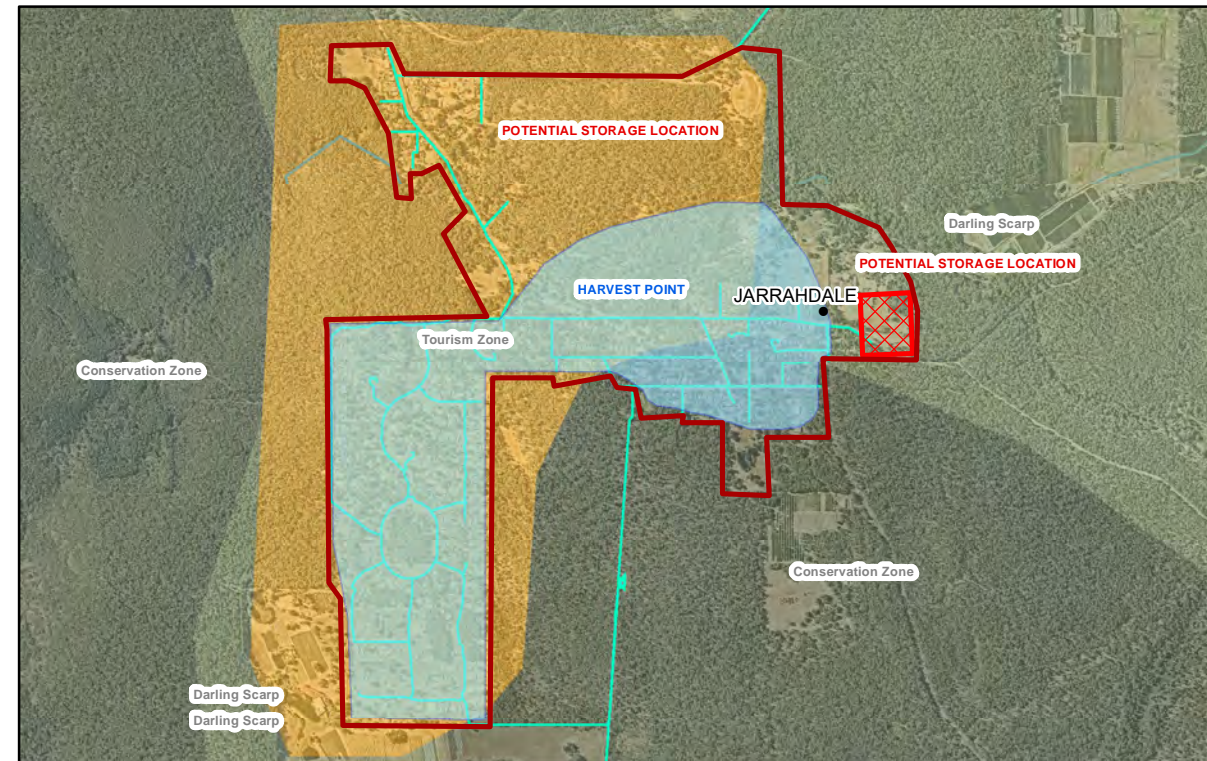 POTENTIAL STORAGE LOCATION
Darling Scarp
POTENTIAL STORAGE LOCATION
HARVEST POINT
JARRAHDALE
Tourism Zone
Conservation Zone
Conservation Zone
Darling Scarp
Darling Scarp